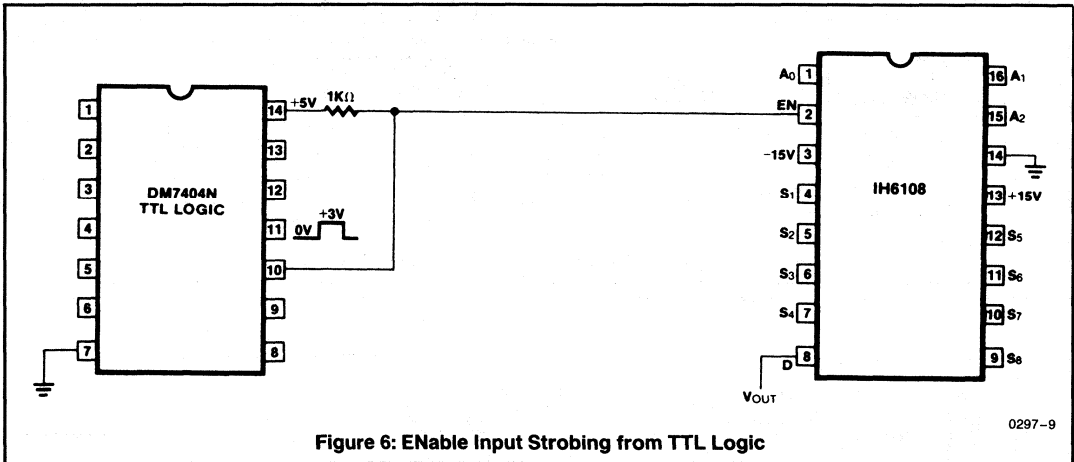 1
2
3
4
5
6
7
14
13
12
11
10
9
8
DM7404N
TTL LOGIC
+5V
1KΩ
+3V
0V
A0 1
EN
2
-15V 3
S1 4
S2 5
S3 6
S4 7
8
D
VOUT
IH6108
16 A1
15 A2
14
13 +15V
12 S5
11 S6
10 S7
9 S8
0297-9
Figure 6: ENable Input Strobing from TTL Logic